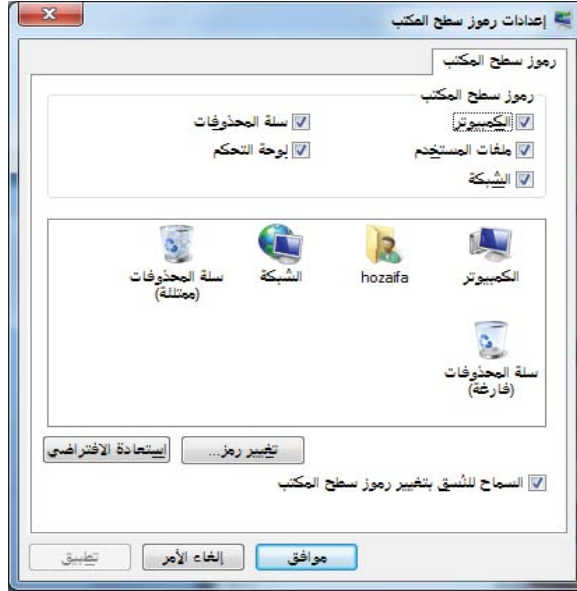 إعدادات رموز سطح المكتب
رموز سطح المكتب
رموز سطح المكتب
الكمبيوتر
سلة المحذوفات
ملفات المستخدم
لوحة التحكم
الشبكة
الكمبيوتر
hozaifa
الشبكة
سلة المحذوفات
(ممتلئة)
سلة المحذوفات
(فارغة)
تغيير رمز...
إستعادة الافتراضي
السماح للنُسق بتغيير رموز سطح المكتب
موافق
إلغاء الأمر
تطبيق